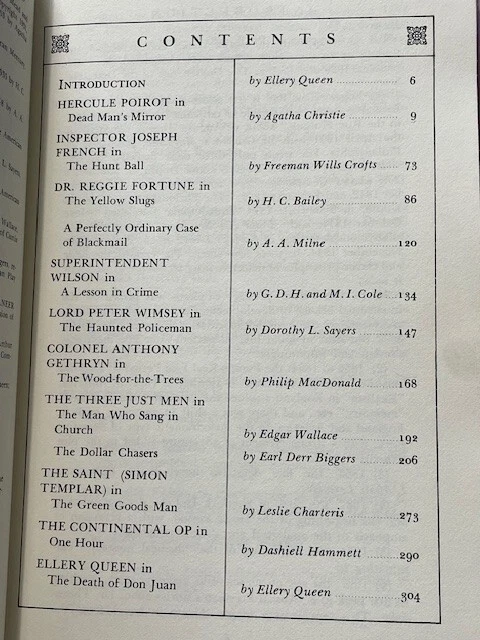 CONTENTS
INTRODUCTION by Ellery Queen 6
HERCULE POIROT in
Dead Man's Mirror by Agatha Christie 9
INSPECTOR JOSEPH
FRENCH in
The Hunt Ball by Freeman Wills Crofts 73
DR. REGGIE FORTUNE in
The Yellow Slugs by H. C. Bailey 86
A Perfectly Ordinary Case
of Blackmail by A. A. Milne 120
SUPERINTENDENT
WILSON in
A Lesson in Crime by G. D. H. and M. I. Cole 134
LORD PETER WIMSEY in
The Haunted Policeman by Dorothy L. Sayers 147
COLONEL ANTHONY
GETHRYN in
The Wood-for-the-Trees by Philip MacDonald 168
THE THREE JUST MEN in
The Man Who Sang in
Church by Edgar Wallace 192
The Dollar Chasers by Earl Derr Biggers 206
THE SAINT (SIMON
TEMPLAR) in
The Green Goods Man by Leslie Charteris 273
THE CONTINENTAL OP in
One Hour by Dashiell Hammett 290
ELLERY QUEEN in
The Death of Don Juan by Ellery Queen 304